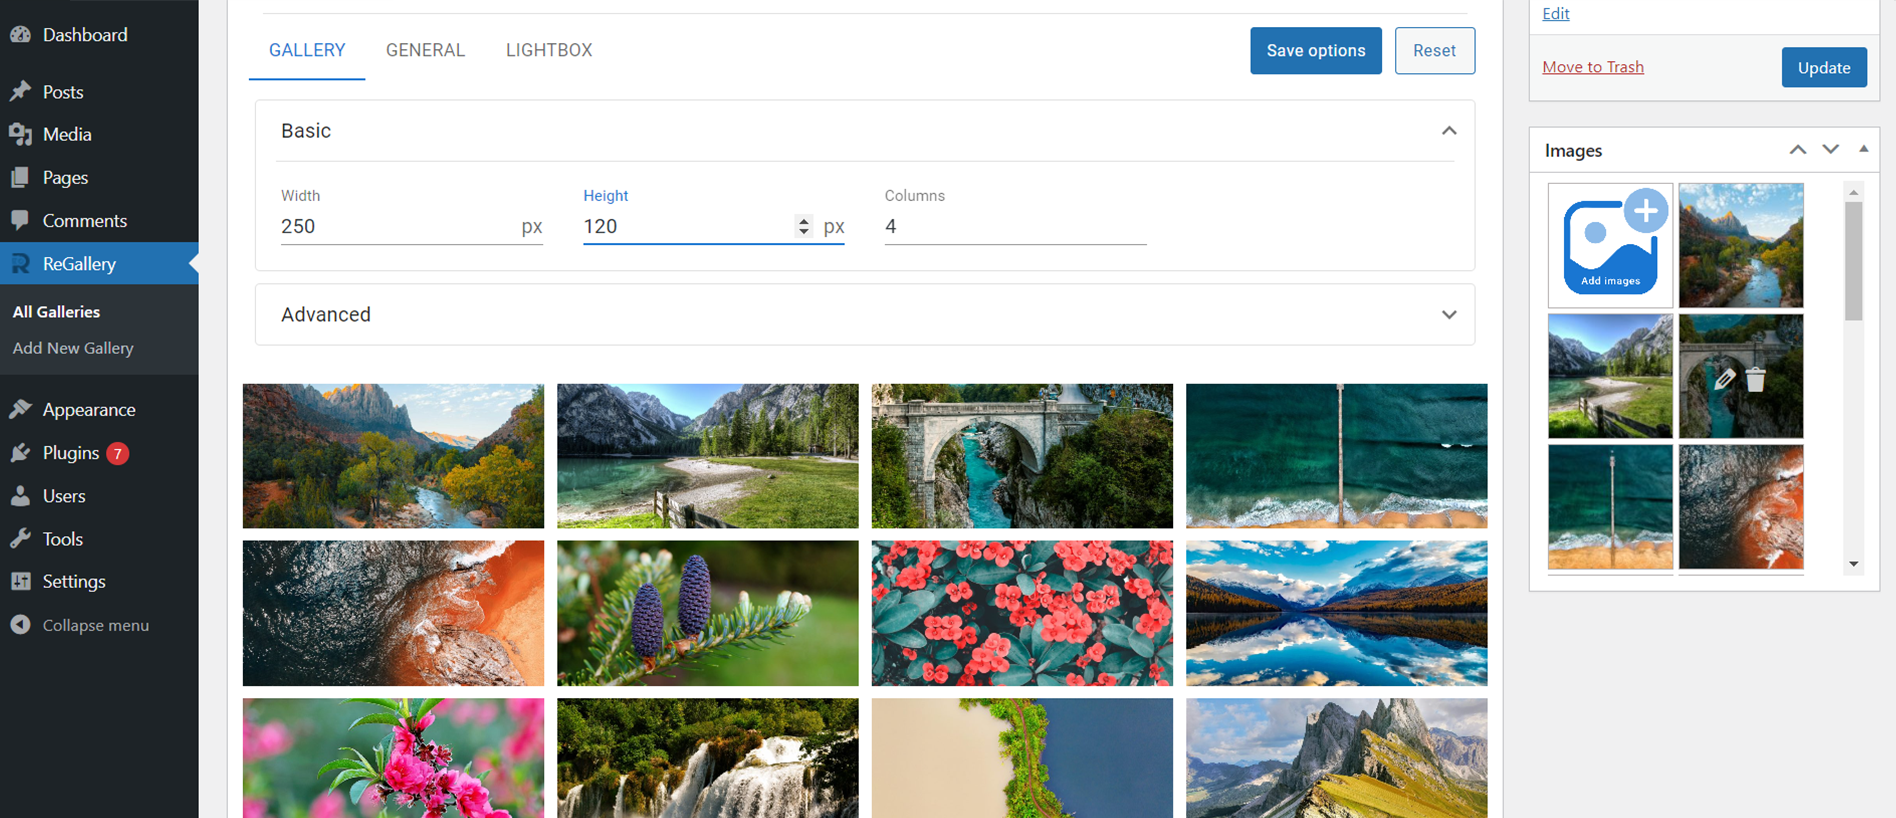 Dashboard
Posts
Media
Pages
Comments
ReGallery
All Galleries
Add New Gallery
Appearance
Plugins 7
Users
Tools
Settings
Collapse menu
GALLERY GENERAL LIGHTBOX Save options Reset
Basic
Width Height Columns
250 px 120 px 4
Advanced
Edit
Move to Trash Update
Images
Add images